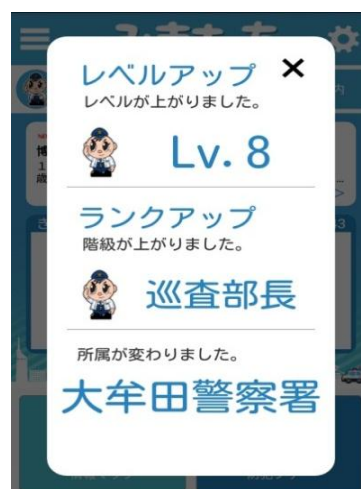 レベルアップ
レベルが上がりました。
Lv. 8
ランクアップ
階級が上がりました。
巡査部長
所属が変わりました。
大牟田警察署